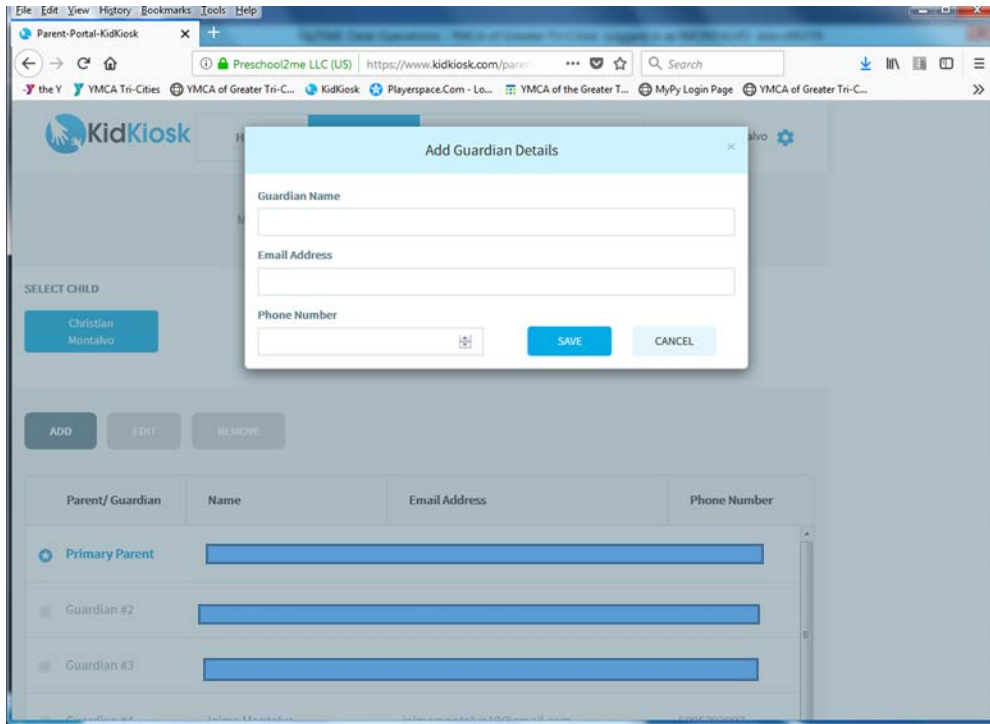 File Edit View History Bookmarks Tools Help
Parent-Portal-KidKiosk × +
Preschool2me LLC (US) https://www.kidkiosk.com/paren ••• Search
the Y YMCA Tri-Cities YMCA of Greater Tri-C... KidKiosk Playerspace.Com - Lo... YMCA of the Greater T... MyPy Login Page YMCA of Greater Tri-C... »
KidKiosk H alvo
Add Guardian Details ×
Guardian Name
M
Email Address
SELECT CHILD
Phone Number
Christian
Montalvo
SAVE CANCEL
ADD EDIT REMOVE
Parent/ Guardian Name Email Address Phone Number
Primary Parent
Guardian #2
Guardian #3
Guardian #4